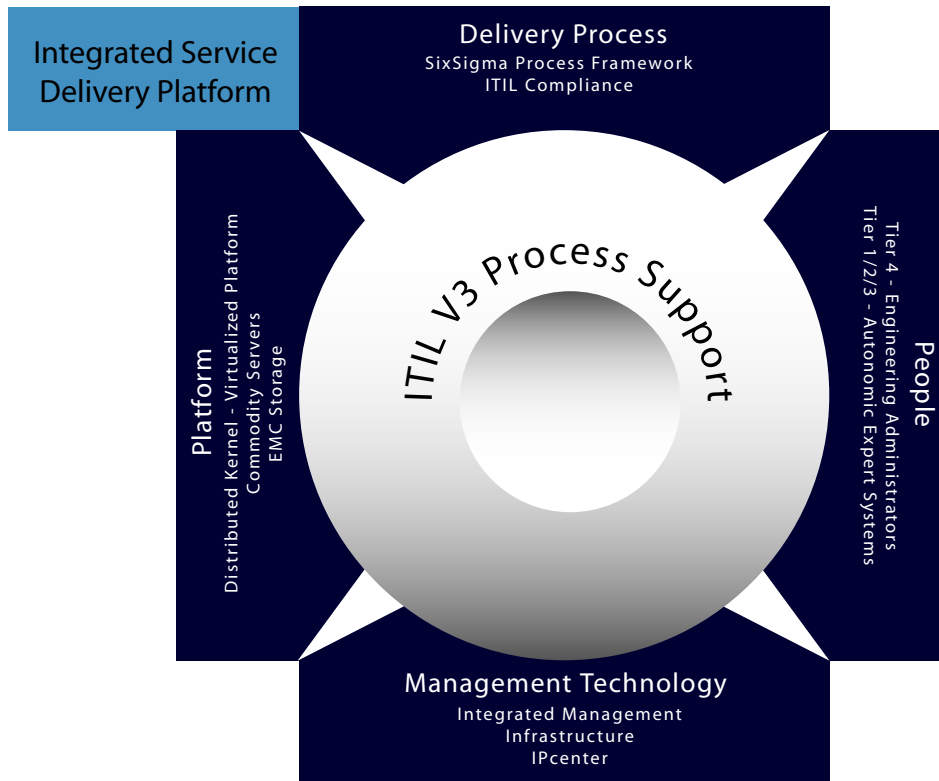 Integrated Service
Delivery Platform
Delivery Process
SixSigma Process Framework
ITIL Compliance
Platform
Distributed Kernel - Virtualized Platform
Commodity Servers
EMC Storage
ITIL V3 Process Support
People
Tier 4 - Engineering Administrators
Tier 1/2/3 - Autonomic Expert Systems
Management Technology
Integrated Management
Infrastructure
IPcenter